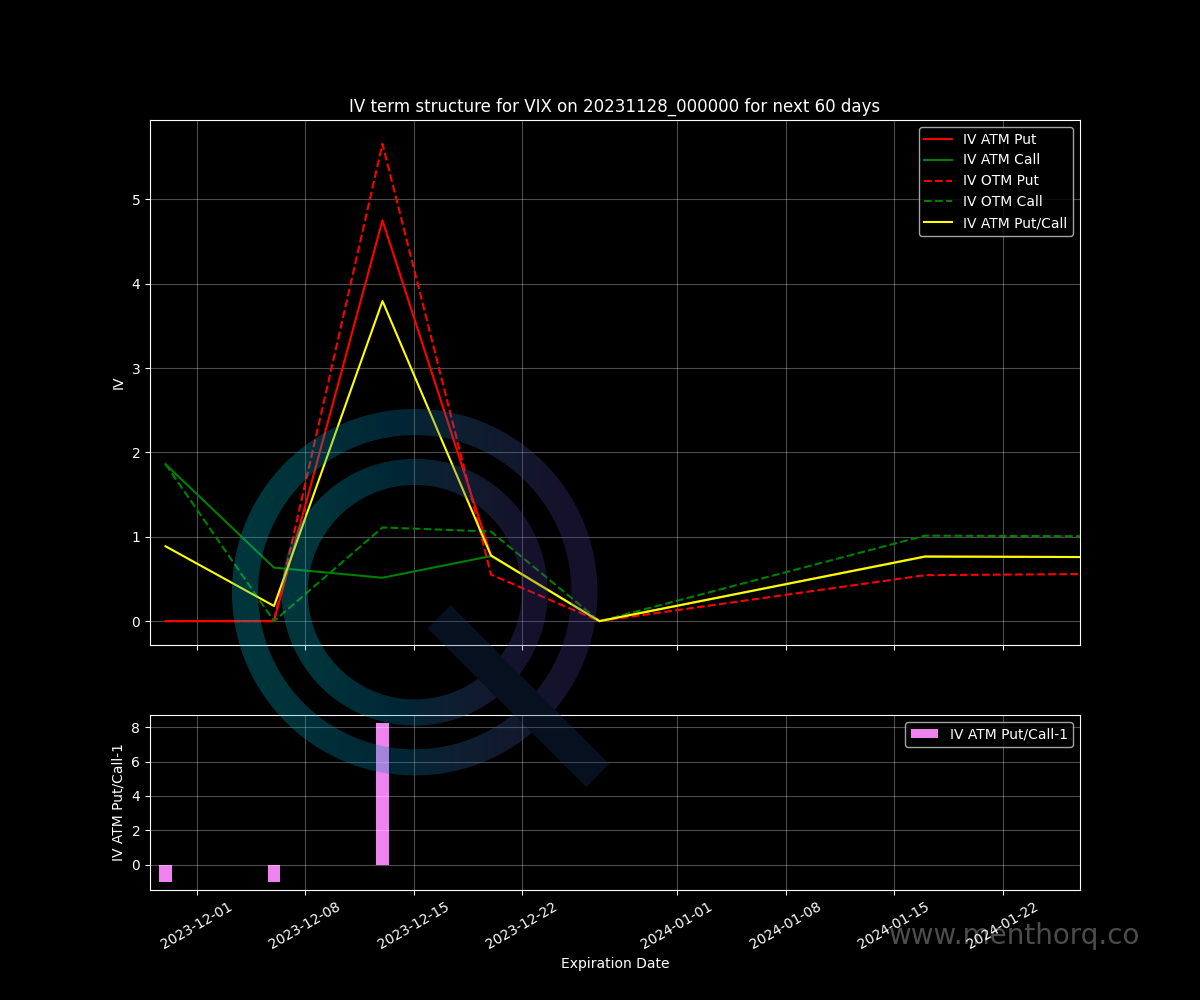 IV term structure for VIX on 20231128_000000 for next 60 days
IV ATM Put
IV ATM Call
IV OTM Put
IV OTM Call
IV ATM Put/Call
5
4
3
2
1
0
IV
IV ATM Put/Call-1
8
6
4
2
0
IV ATM Put/Call-1
2023-12-01
2023-12-08
2023-12-15
2023-12-22
2024-01-01
2024-01-08
2024-01-15
2024-01-22
www.menthorq.co
Expiration Date